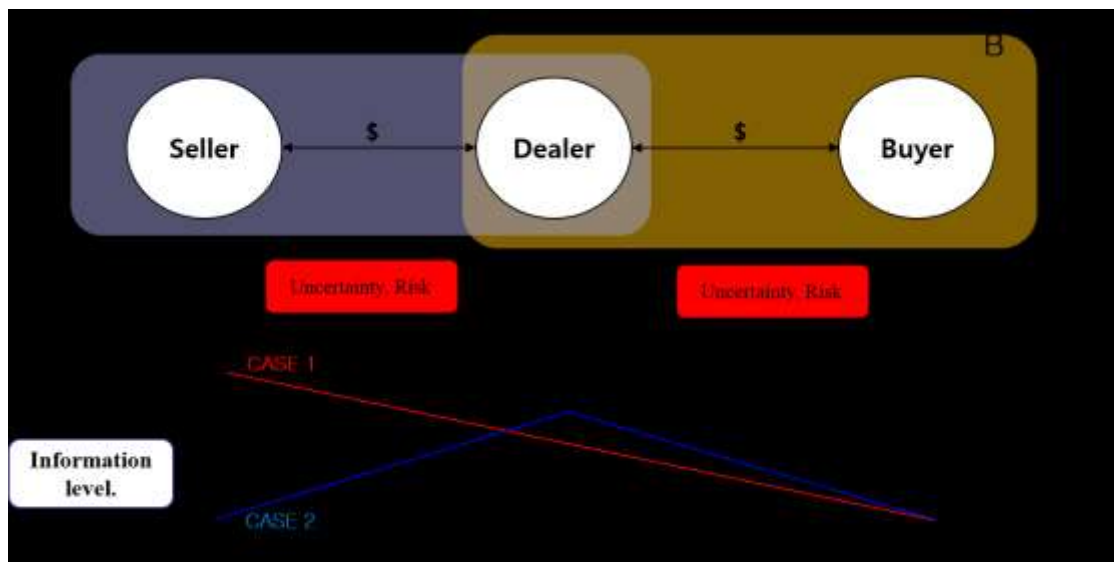 B
$
$
Seller
Dealer
Buyer
Uncertainty, Risk
Uncertainty, Risk
CASE 1
Information
level.
CASE 2